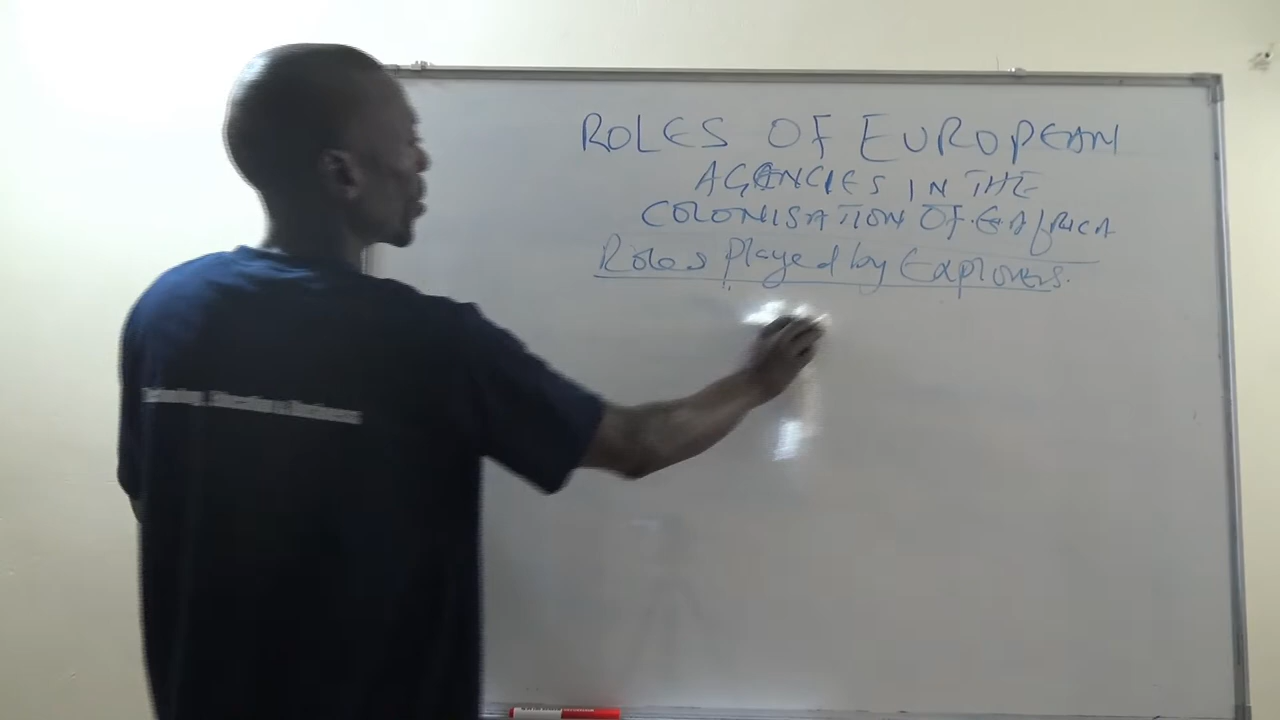 ROLES OF EUROPEAN
AGENCIES IN THE
COLONISATION OF E.AfRICA
Roles Played by Explorers.